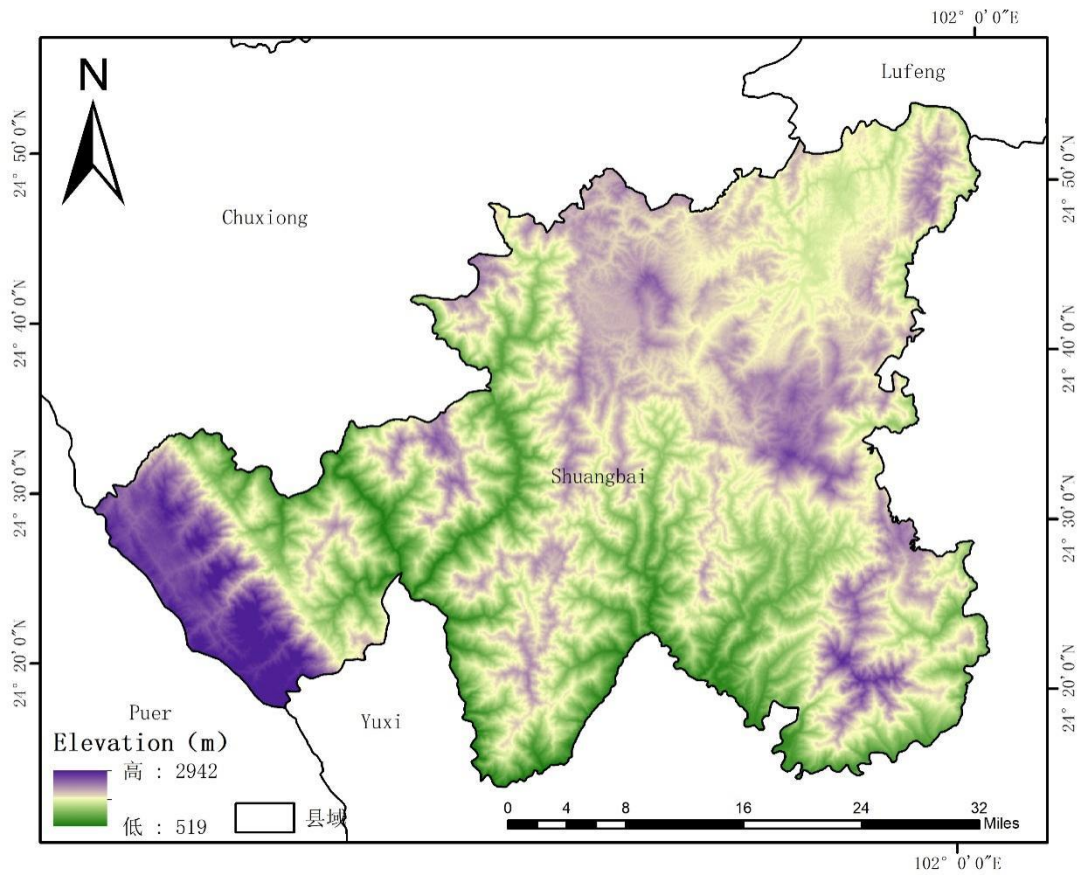 102° 0′0″E
N
Lufeng
Chuxiong
24° 50′0″N
24° 50′0″N
24° 40′0″N
24° 40′0″N
24° 30′0″N
24° 30′0″N
Shuangbai
24° 20′0″N
24° 20′0″N
Puer
Yuxi
Elevation (m)
高 : 2942
低 : 519
县域
0 4 8 16 24 32
Miles
102° 0′0″E